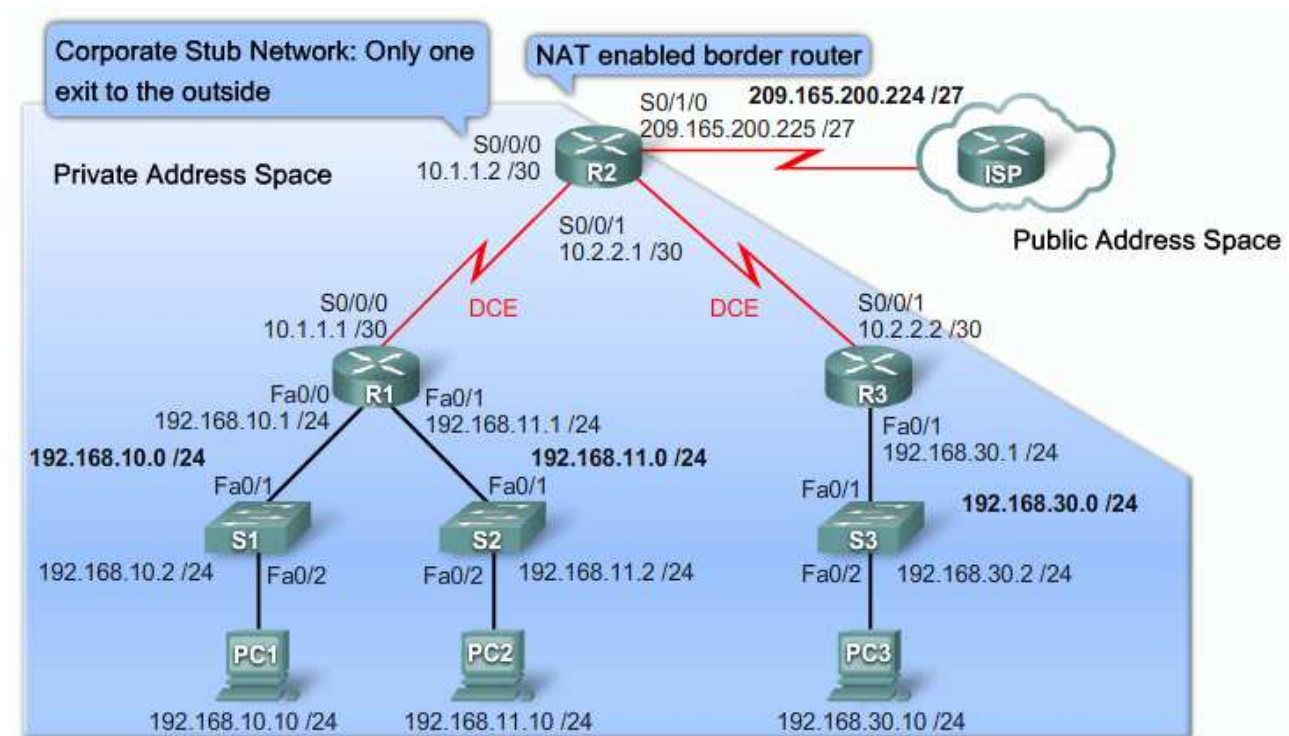 Corporate Stub Network: Only one
exit to the outside
NAT enabled border router
S0/1/0 209.165.200.224 /27
209.165.200.225 /27
S0/0/0
10.1.1.2 /30
R2
ISP
Private Address Space
S0/0/1
10.2.2.1 /30
Public Address Space
S0/0/0
10.1.1.1 /30
DCE
DCE
S0/0/1
10.2.2.2 /30
R1
R3
Fa0/0
192.168.10.1 /24
Fa0/1
192.168.11.1 /24
Fa0/1
192.168.30.1 /24
192.168.10.0 /24
192.168.11.0 /24
192.168.30.0 /24
Fa0/1
Fa0/1
Fa0/1
S1
S2
S3
192.168.10.2 /24
Fa0/2
Fa0/2
192.168.11.2 /24
Fa0/2
192.168.30.2 /24
PC1
PC2
PC3
192.168.10.10 /24
192.168.11.10 /24
192.168.30.10 /24